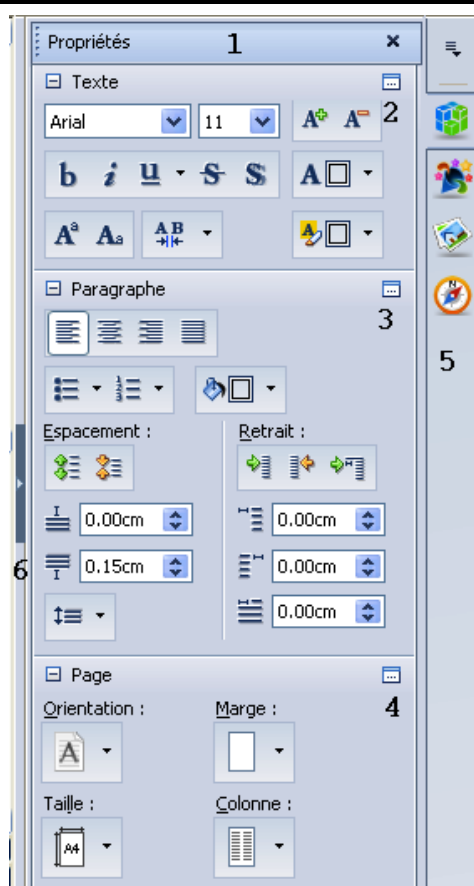 Propriétés 1
Texte
Arial 11 2
Paragraphe
3
5
Espacement :
Retrait :
0.00cm
0.00cm
0.15cm
0.00cm
6
0.00cm
Page
Orientation :
Marge :
4
Taille :
Colonne :
A4